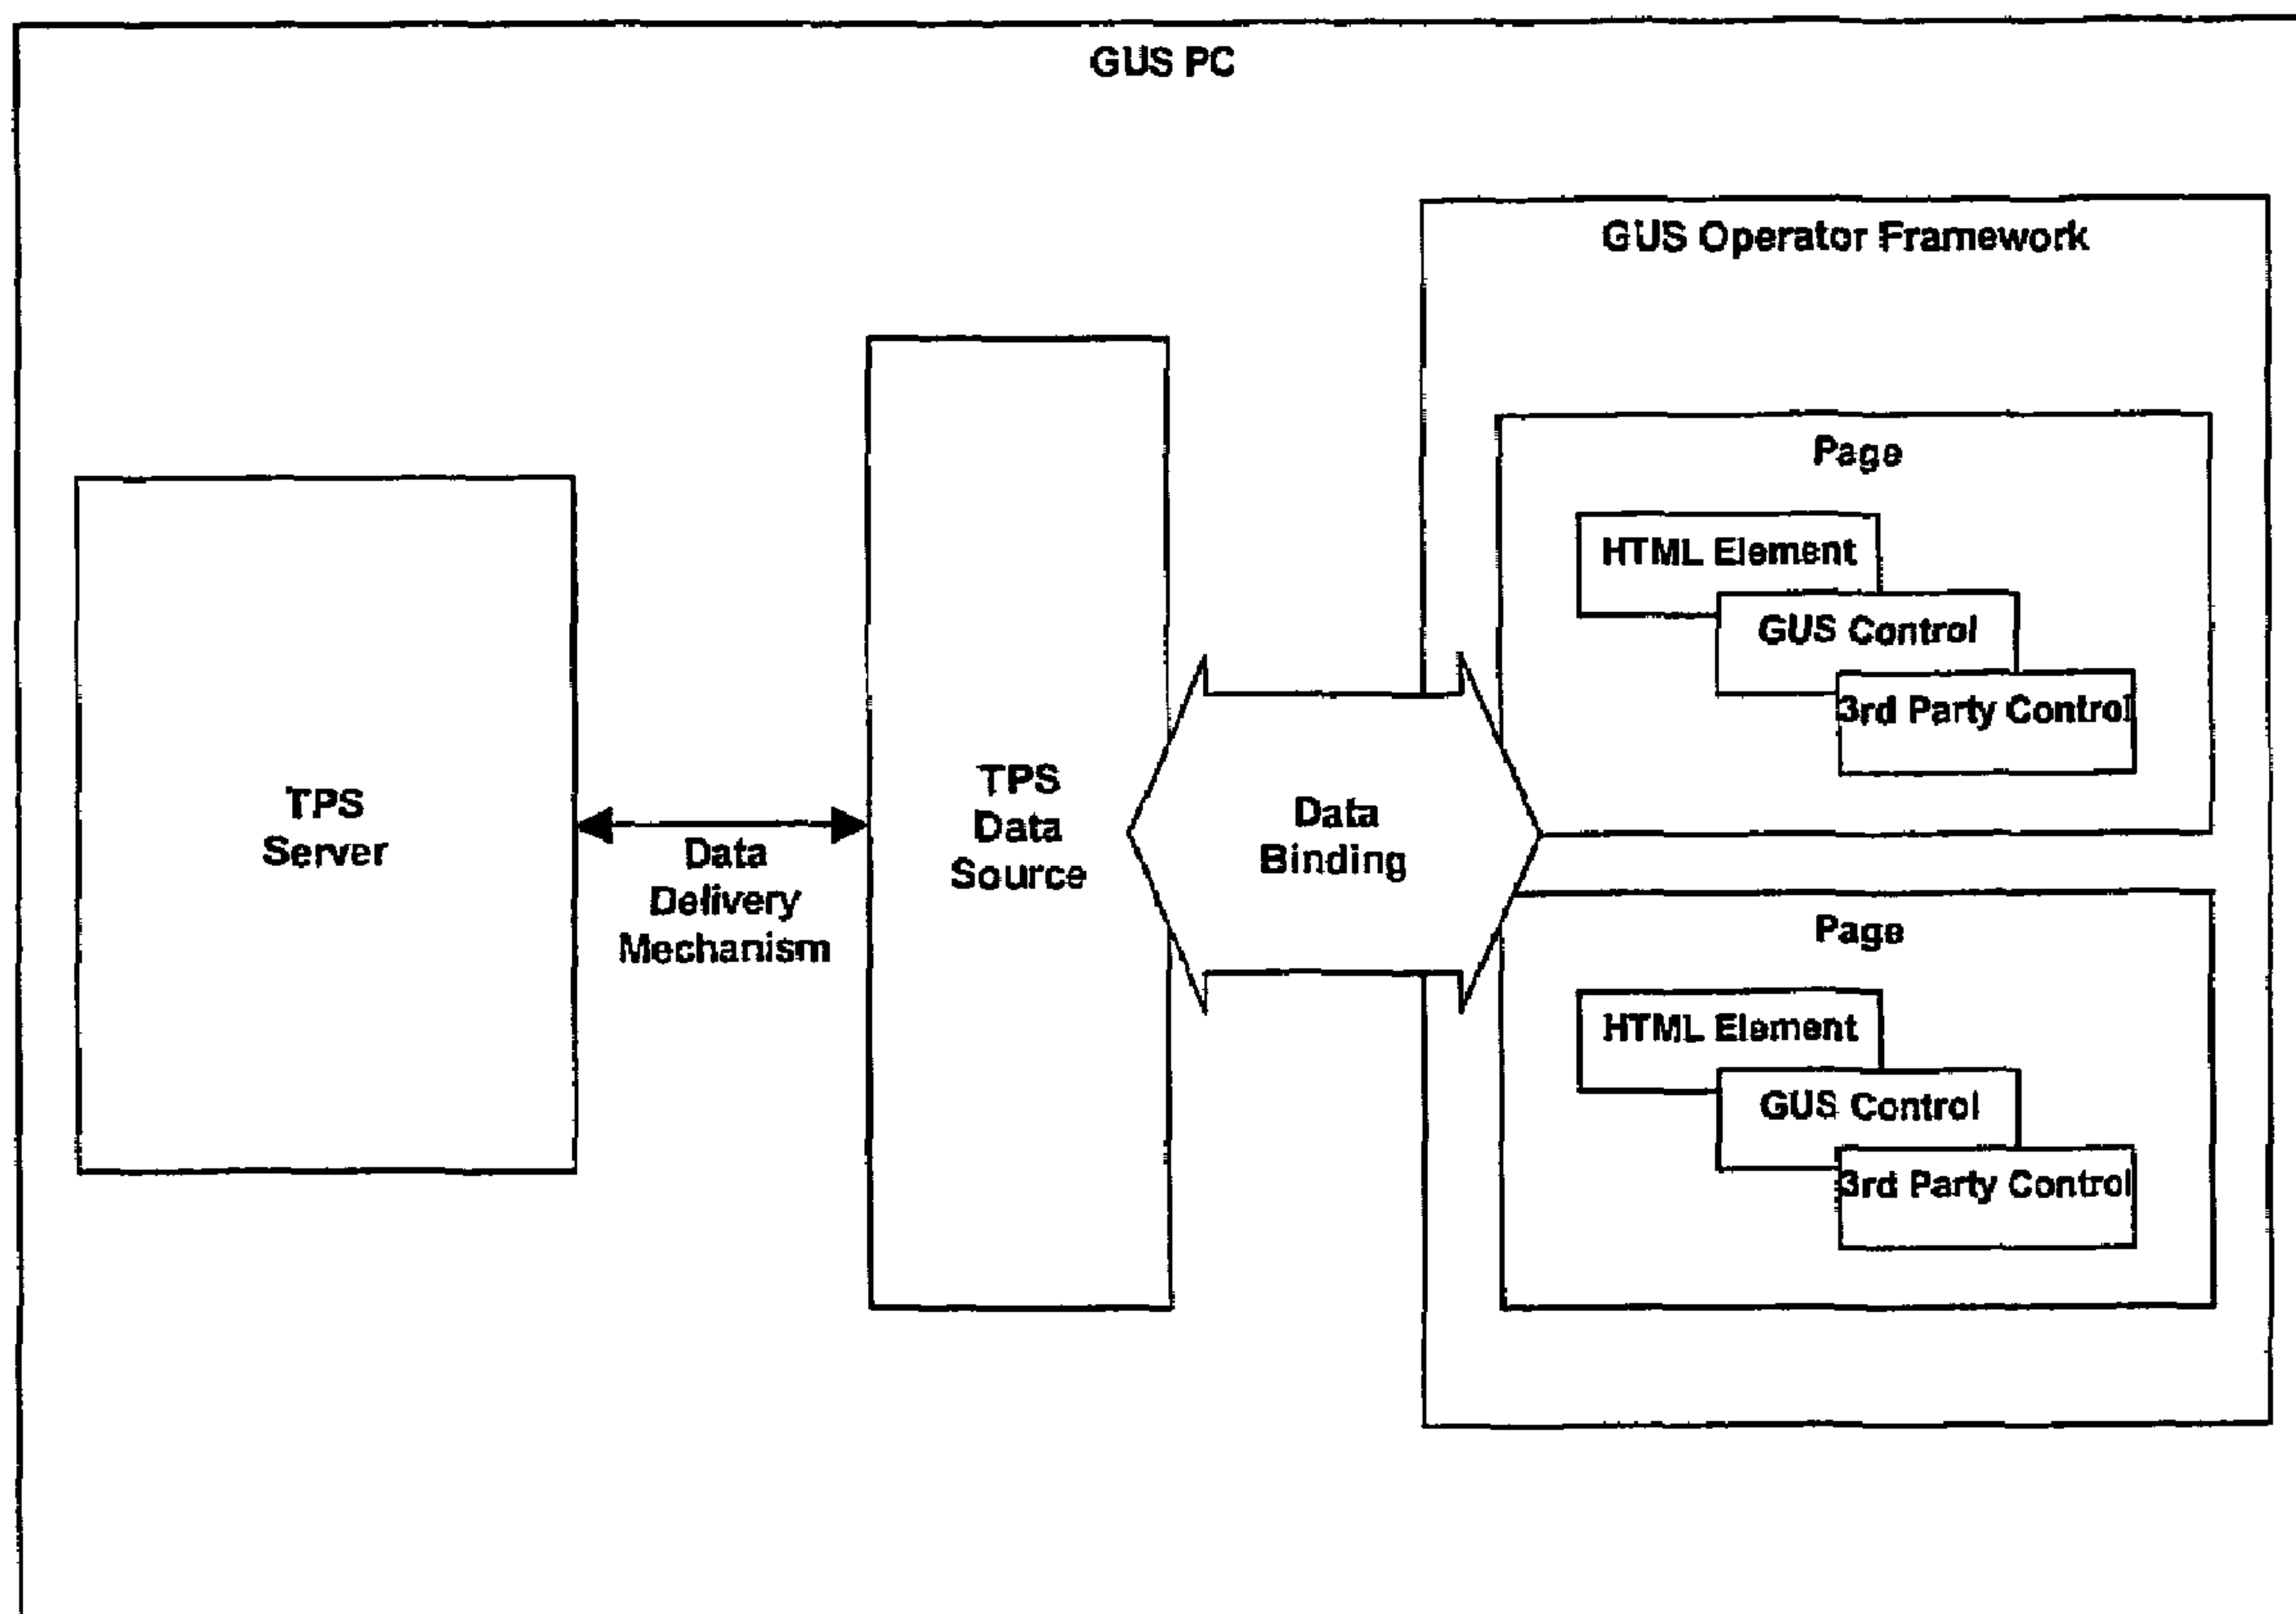 GUS PC
GUS Operator Framework
Page
HTML Element
GUS Control
3rd Party Control
TPS
Server
Data
Delivery
Mechanism
TPS
Data
Source
Data
Binding
Page
HTML Element
GUS Control
3rd Party Control